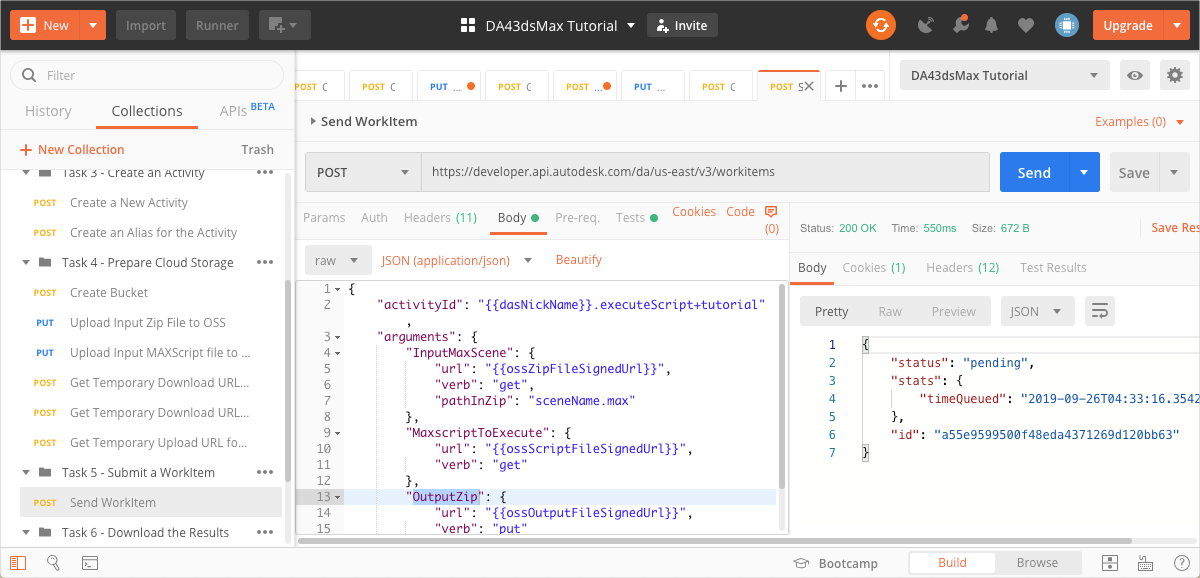 New Import Runner DA43dsMax Tutorial Invite Upgrade
Filter
History Collections APIs BETA
New Collection Trash
Task 3 - Create an Activity
POST Create a New Activity
POST Create an Alias for the Activity
Task 4 - Prepare Cloud Storage
POST Create Bucket
PUT Upload Input Zip File to OSS
PUT Upload Input MAXScript file to ...
POST Get Temporary Download URL...
POST Get Temporary Download URL...
POST Get Temporary Upload URL fo...
Task 5 - Submit a WorkItem
POST Send WorkItem
Task 6 - Download the Results
POST C POST C PUT ... POST C POST ... PUT ... POST C POST S
DA43dsMax Tutorial
Send WorkItem
Examples (0)
POST https://developer.api.autodesk.com/da/us-east/v3/workitems Send Save
Params Auth Headers (11) Body Pre-req. Tests Cookies Code (0)
raw JSON (application/json) Beautify
1 {
2 "activityId": "{{dasNickName}}.executeScript+tutorial"
,
3 "arguments": {
4 "InputMaxScene": {
5 "url": "{{ossZipFileSignedUrl}}",
6 "verb": "get",
7 "pathInZip": "sceneName.max"
8 },
9 "MaxscriptToExecute": {
10 "url": "{{ossScriptFileSignedUrl}}",
11 "verb": "get"
12 },
13 "OutputZip": {
14 "url": "{{ossOutputFileSignedUrl}}",
15 "verb": "put"
Status: 200 OK Time: 550ms Size: 672 B Save Res
Body Cookies (1) Headers (12) Test Results
Pretty Raw Preview JSON
1 {
2 "status": "pending",
3 "stats": {
4 "timeQueued": "2019-09-26T04:33:16.3542
5 },
6 "id": "a55e9599500f48eda4371269d120bb63"
7 }
Bootcamp Build Browse